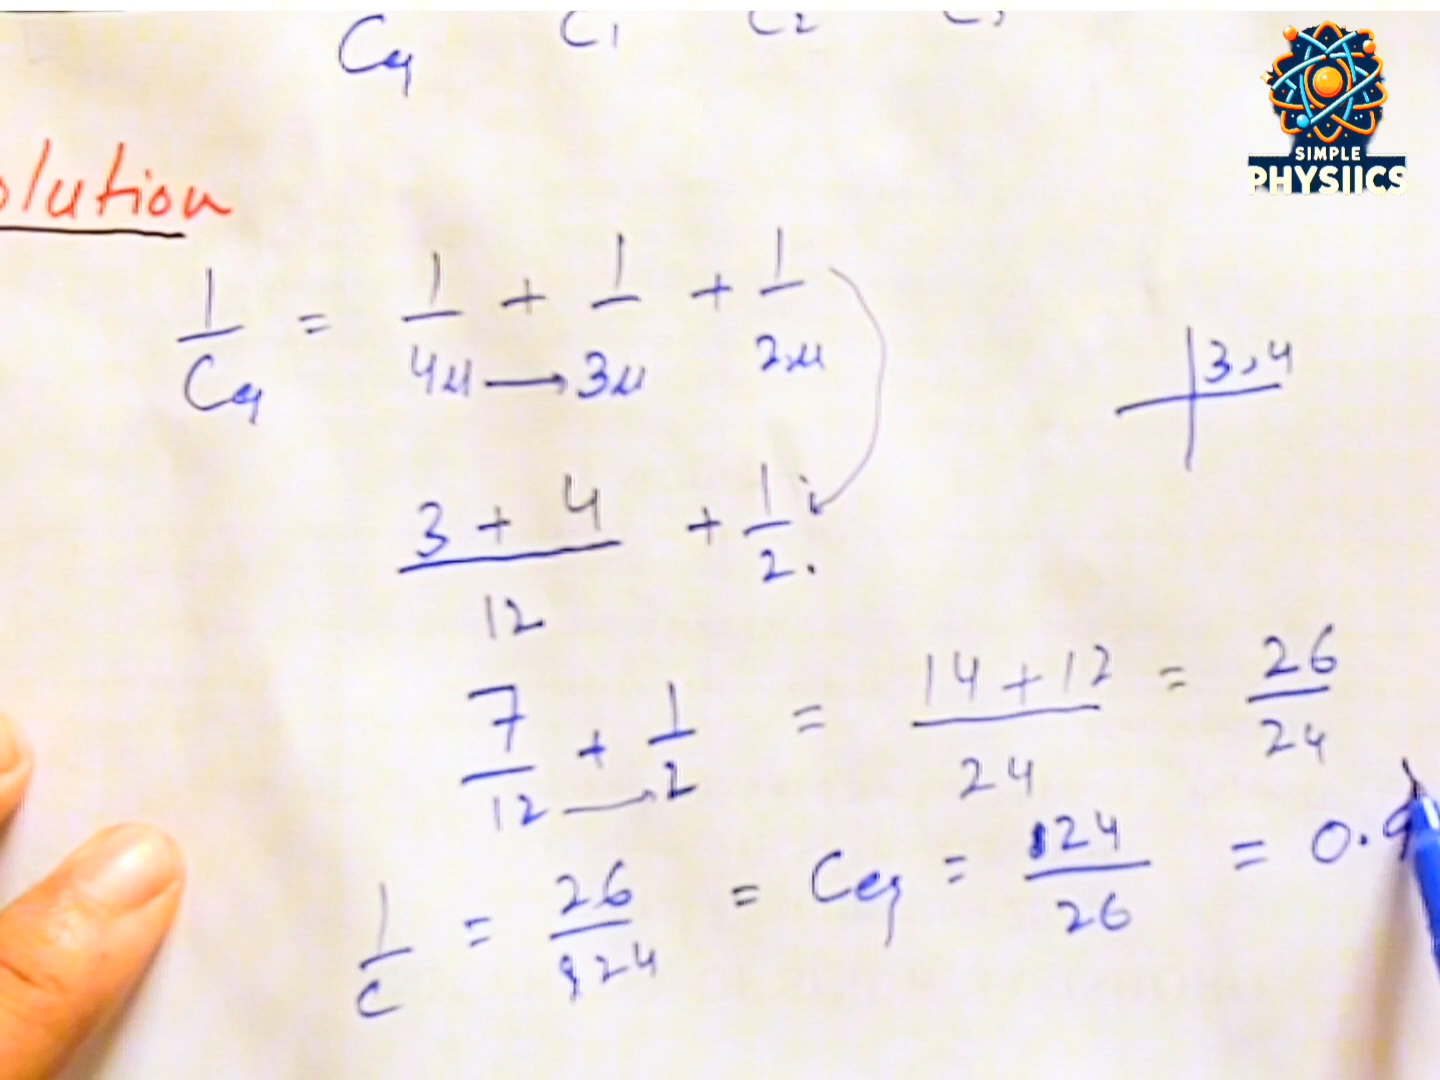 Ceq C1 C2
SIMPLE
PHYSIICS
olution
1/Ceq = 1/4μ → 1/3μ + 1/2μ
3,4
3 + 4 / 12 + 1/2.
7/12 + 1/2 = 14+12 / 24 = 26/24
1/C = 26/24 = Ceq = 24/26 = 0.9